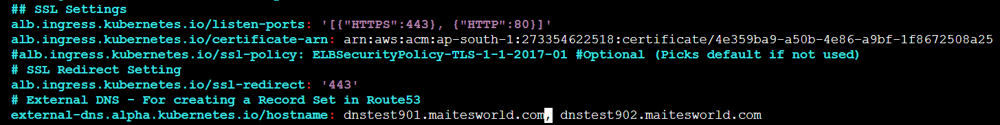 ## SSL Settings
alb.ingress.kubernetes.io/listen-ports: '[{"HTTPS":443}, {"HTTP":80}]'
alb.ingress.kubernetes.io/certificate-arn: arn:aws:acm:ap-south-1:273354622518:certificate/4e359ba9-a50b-4e86-a9bf-1f8672508a25
#alb.ingress.kubernetes.io/ssl-policy: ELBSecurityPolicy-TLS-1-1-2017-01 #Optional (Picks default if not used)
# SSL Redirect Setting
alb.ingress.kubernetes.io/ssl-redirect: '443'
# External DNS - For creating a Record Set in Route53
external-dns.alpha.kubernetes.io/hostname: dnstest901.maitesworld.com, dnstest902.maitesworld.com